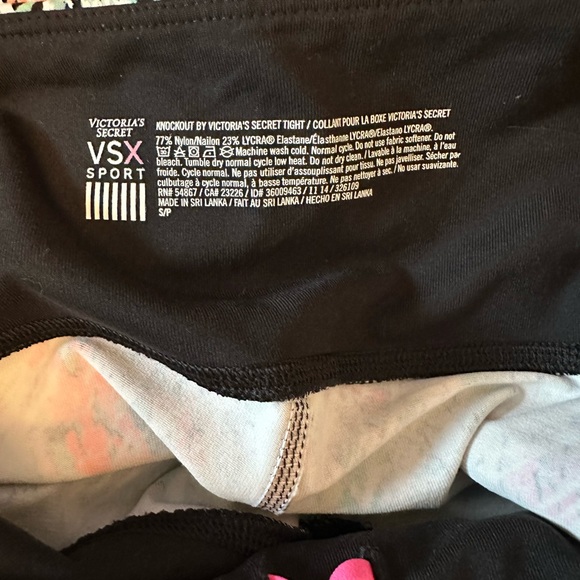 VICTORIA'S
SECRET
VSX
SPORT
KNOCKOUT BY VICTORIA'S SECRET TIGHT / COLLANT POUR LA BOXE VICTORIA'S SECRET
77% Nylon/Nailon 23% LYCRA® Elastane/Élasthanne LYCRA®/Elastano LYCRA®.
Machine wash cold. Normal cycle. Do not use fabric softener. Do not
bleach. Tumble dry normal cycle low heat. Do not dry clean. / Lavable à la machine, à l'eau
froide. Cycle normal. Ne pas utiliser d'assouplissant pour tissu. Ne pas javelliser. Sécher par
culbutage à cycle normal, à basse température. Ne pas nettoyer à sec. / No usar suavizante.
RN# 54867 / CA# 23226 / ID# 36009463 / 11 14 / 326109
MADE IN SRI LANKA / FAIT AU SRI LANKA / HECHO EN SRI LANKA
S/P